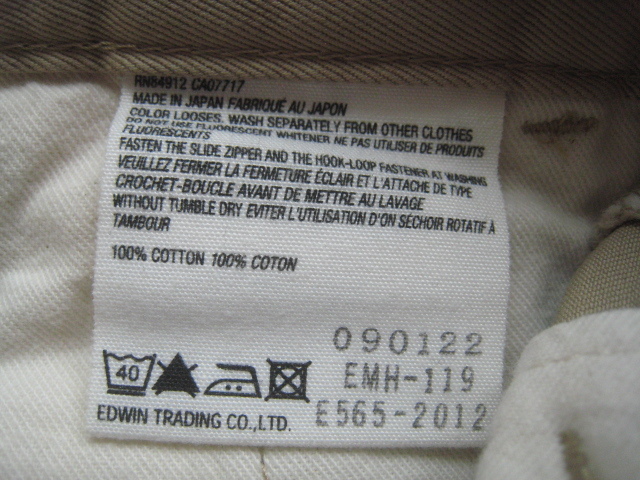 RN84912 CA07717
MADE IN JAPAN FABRIQUÉ AU JAPON
COLOR LOOSES. WASH SEPARATELY FROM OTHER CLOTHES
DO NOT USE FLUORESCENT WHITENER NE PAS UTILISER DE PRODUITS
FLUORESCENTS
FASTEN THE SLIDE ZIPPER AND THE HOOK-LOOP FASTENER AT WASHING
VEUILLEZ FERMER LA FERMETURE ÉCLAIR ET L'ATTACHE DE TYPE
CROCHET-BOUCLE AVANT DE METTRE AU LAVAGE
WITHOUT TUMBLE DRY EVITER L'UTILISATION D'ON SÉCHOIR ROTATIF À
TAMBOUR
100% COTTON 100% COTON
090122
40
EMH-119
EDWIN TRADING CO.,LTD.
E565-2012